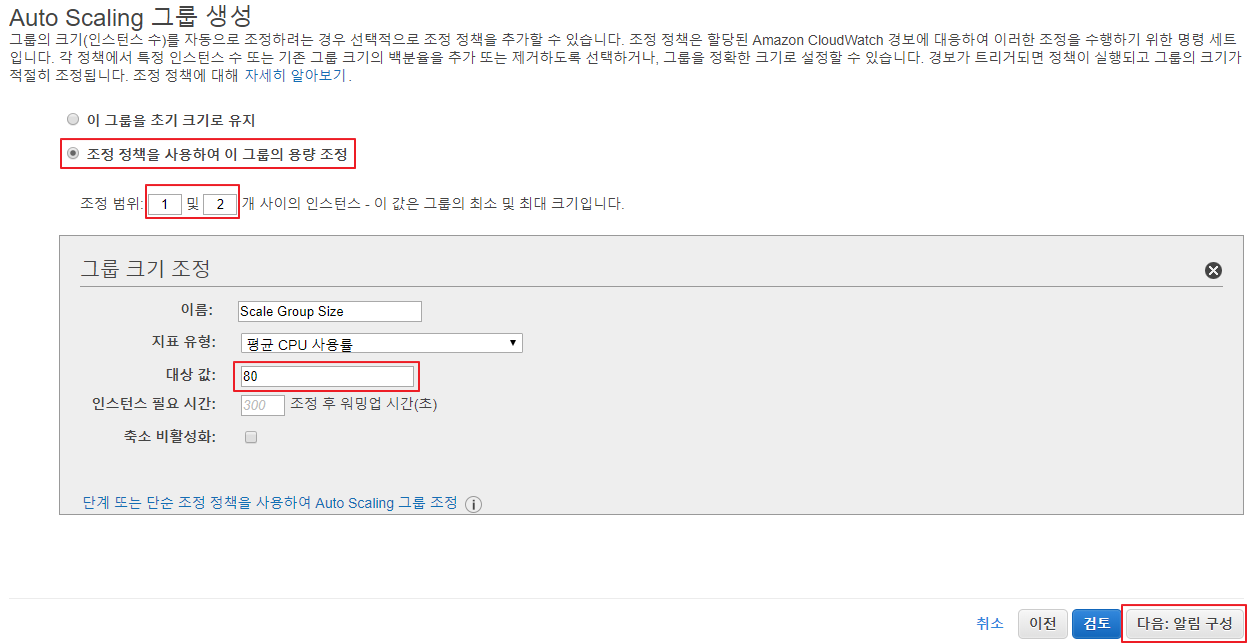 Auto Scaling 그룹 생성
그룹의 크기(인스턴스 수)를 자동으로 조정하려는 경우 선택적으로 조정 정책을 추가할 수 있습니다. 조정 정책은 할당된 Amazon CloudWatch 경보에 대응하여 이러한 조정을 수행하기 위한 명령 세트
입니다. 각 정책에서 특정 인스턴스 수 또는 기존 그룹 크기의 백분율을 추가 또는 제거하도록 선택하거나, 그룹을 정확한 크기로 설정할 수 있습니다. 경보가 트리거되면 정책이 실행되고 그룹의 크기가
적절히 조정됩니다. 조정 정책에 대해 자세히 알아보기.
이 그룹을 초기 크기로 유지
조정 정책을 사용하여 이 그룹의 용량 조정
조정 범위: 1 및 2 개 사이의 인스턴스 - 이 값은 그룹의 최소 및 최대 크기입니다.
그룹 크기 조정
이름: Scale Group Size
지표 유형: 평균 CPU 사용률
대상 값: 80
인스턴스 필요 시간: 300 조정 후 워밍업 시간(초)
축소 비활성화:
단계 또는 단순 조정 정책을 사용하여 Auto Scaling 그룹 조정 i
취소 이전 검토 다음: 알림 구성